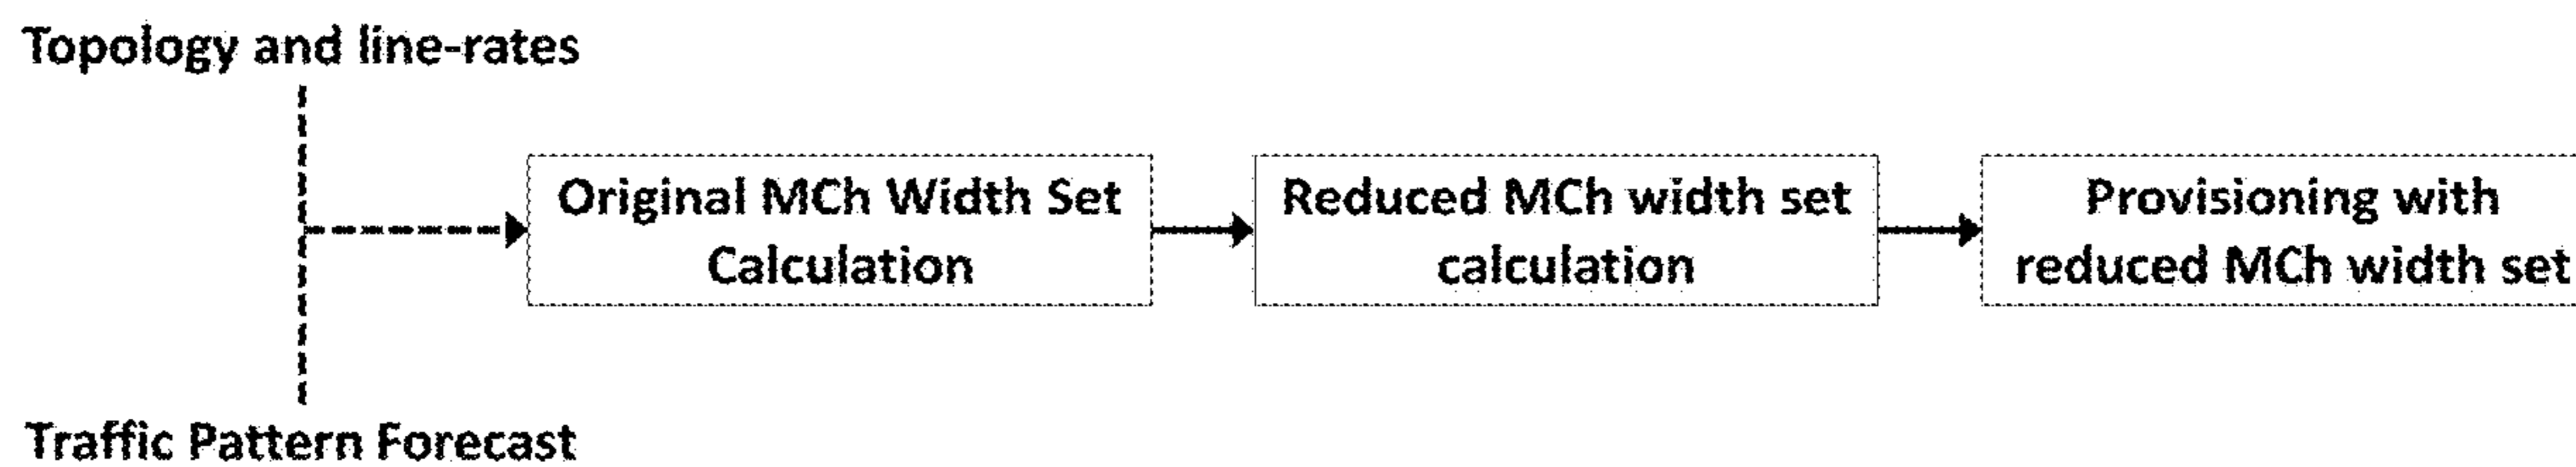 Topology and line-rates
Original MCh Width Set
Calculation
Reduced MCh width set
calculation
Provisioning with
reduced MCh width set
Traffic Pattern Forecast